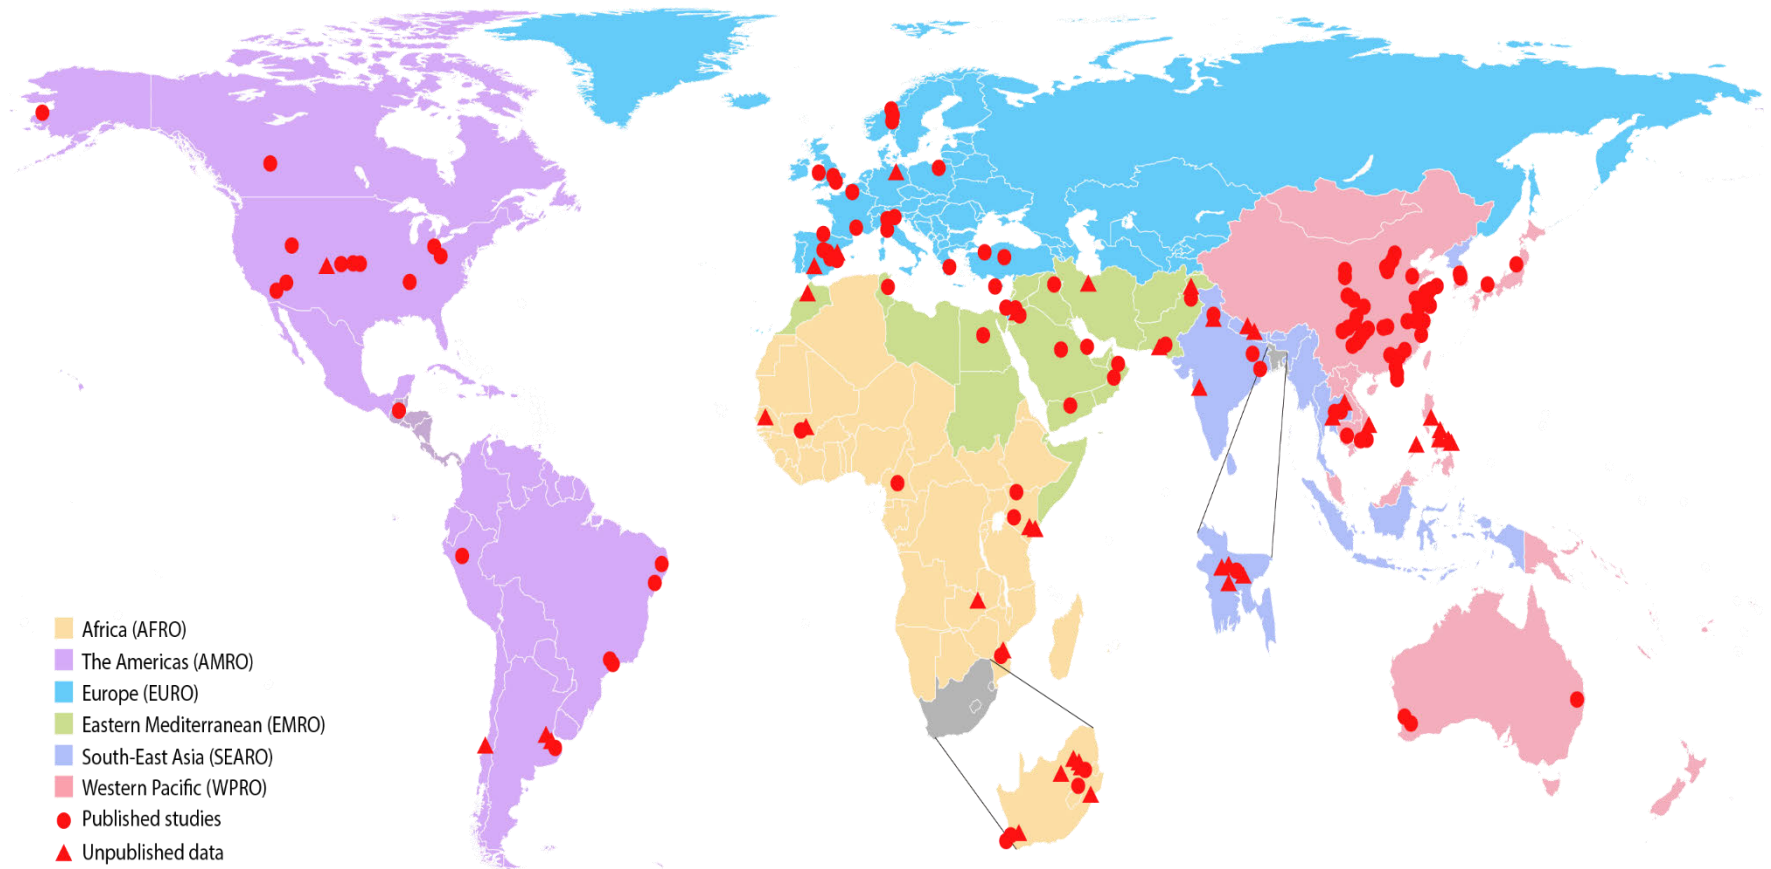 Africa (AFRO)
The Americas (AMRO)
Europe (EURO)
Eastern Mediterranean (EMRO)
South-East Asia (SEARO)
Western Pacific (WPRO)
Published studies
Unpublished data